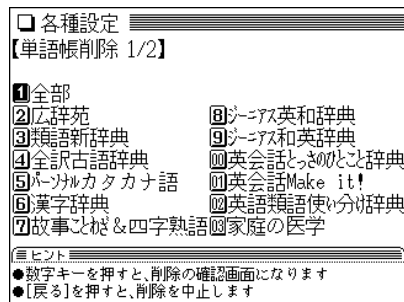 各種設定
【単語帳削除 1/2】
1全部
2広辞苑
3類語新辞典
4全訳古語辞典
5パーソナルカタカナ語
6漢字辞典
7故事ことわざ&四字熟語
8ジーニアス英和辞典
9ジーニアス和英辞典
00英会話とっさのひとこと辞典
01英会話Make it!
02英語類語使い分け辞典
03家庭の医学
ヒント
●数字キーを押すと、削除の確認画面になります
●[戻る]を押すと、削除を中止します